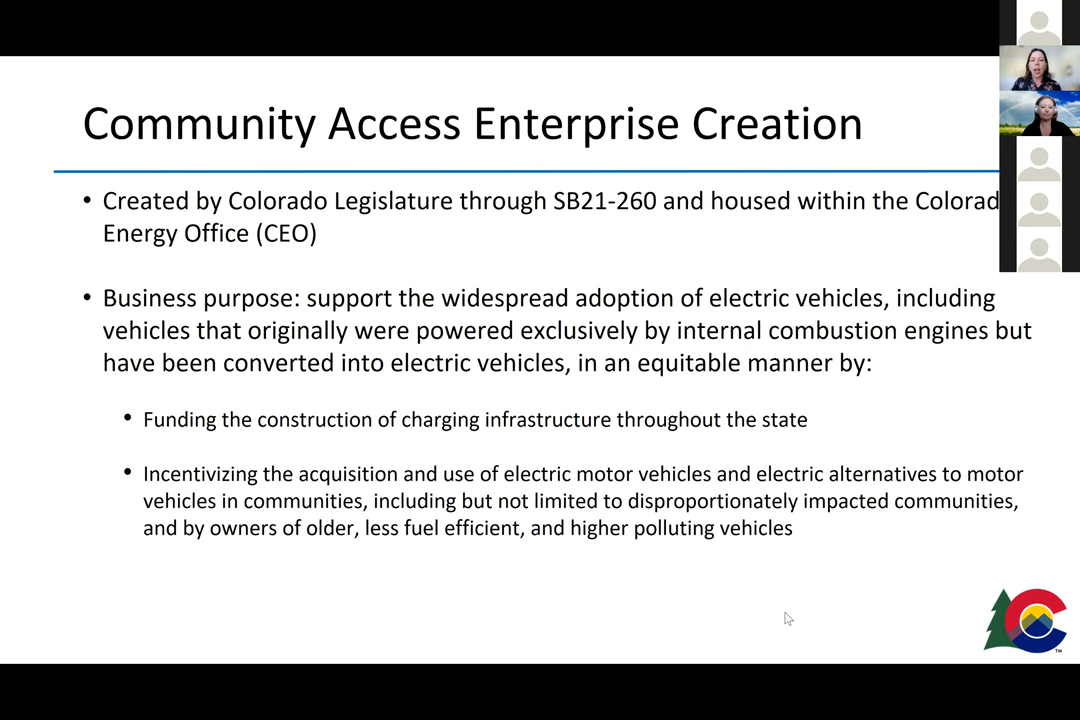 Community Access Enterprise Creation
• Created by Colorado Legislature through SB21-260 and housed within the Colorad
Energy Office (CEO)
• Business purpose: support the widespread adoption of electric vehicles, including
vehicles that originally were powered exclusively by internal combustion engines but
have been converted into electric vehicles, in an equitable manner by:
• Funding the construction of charging infrastructure throughout the state
• Incentivizing the acquisition and use of electric motor vehicles and electric alternatives to motor
vehicles in communities, including but not limited to disproportionately impacted communities,
and by owners of older, less fuel efficient, and higher polluting vehicles
TM